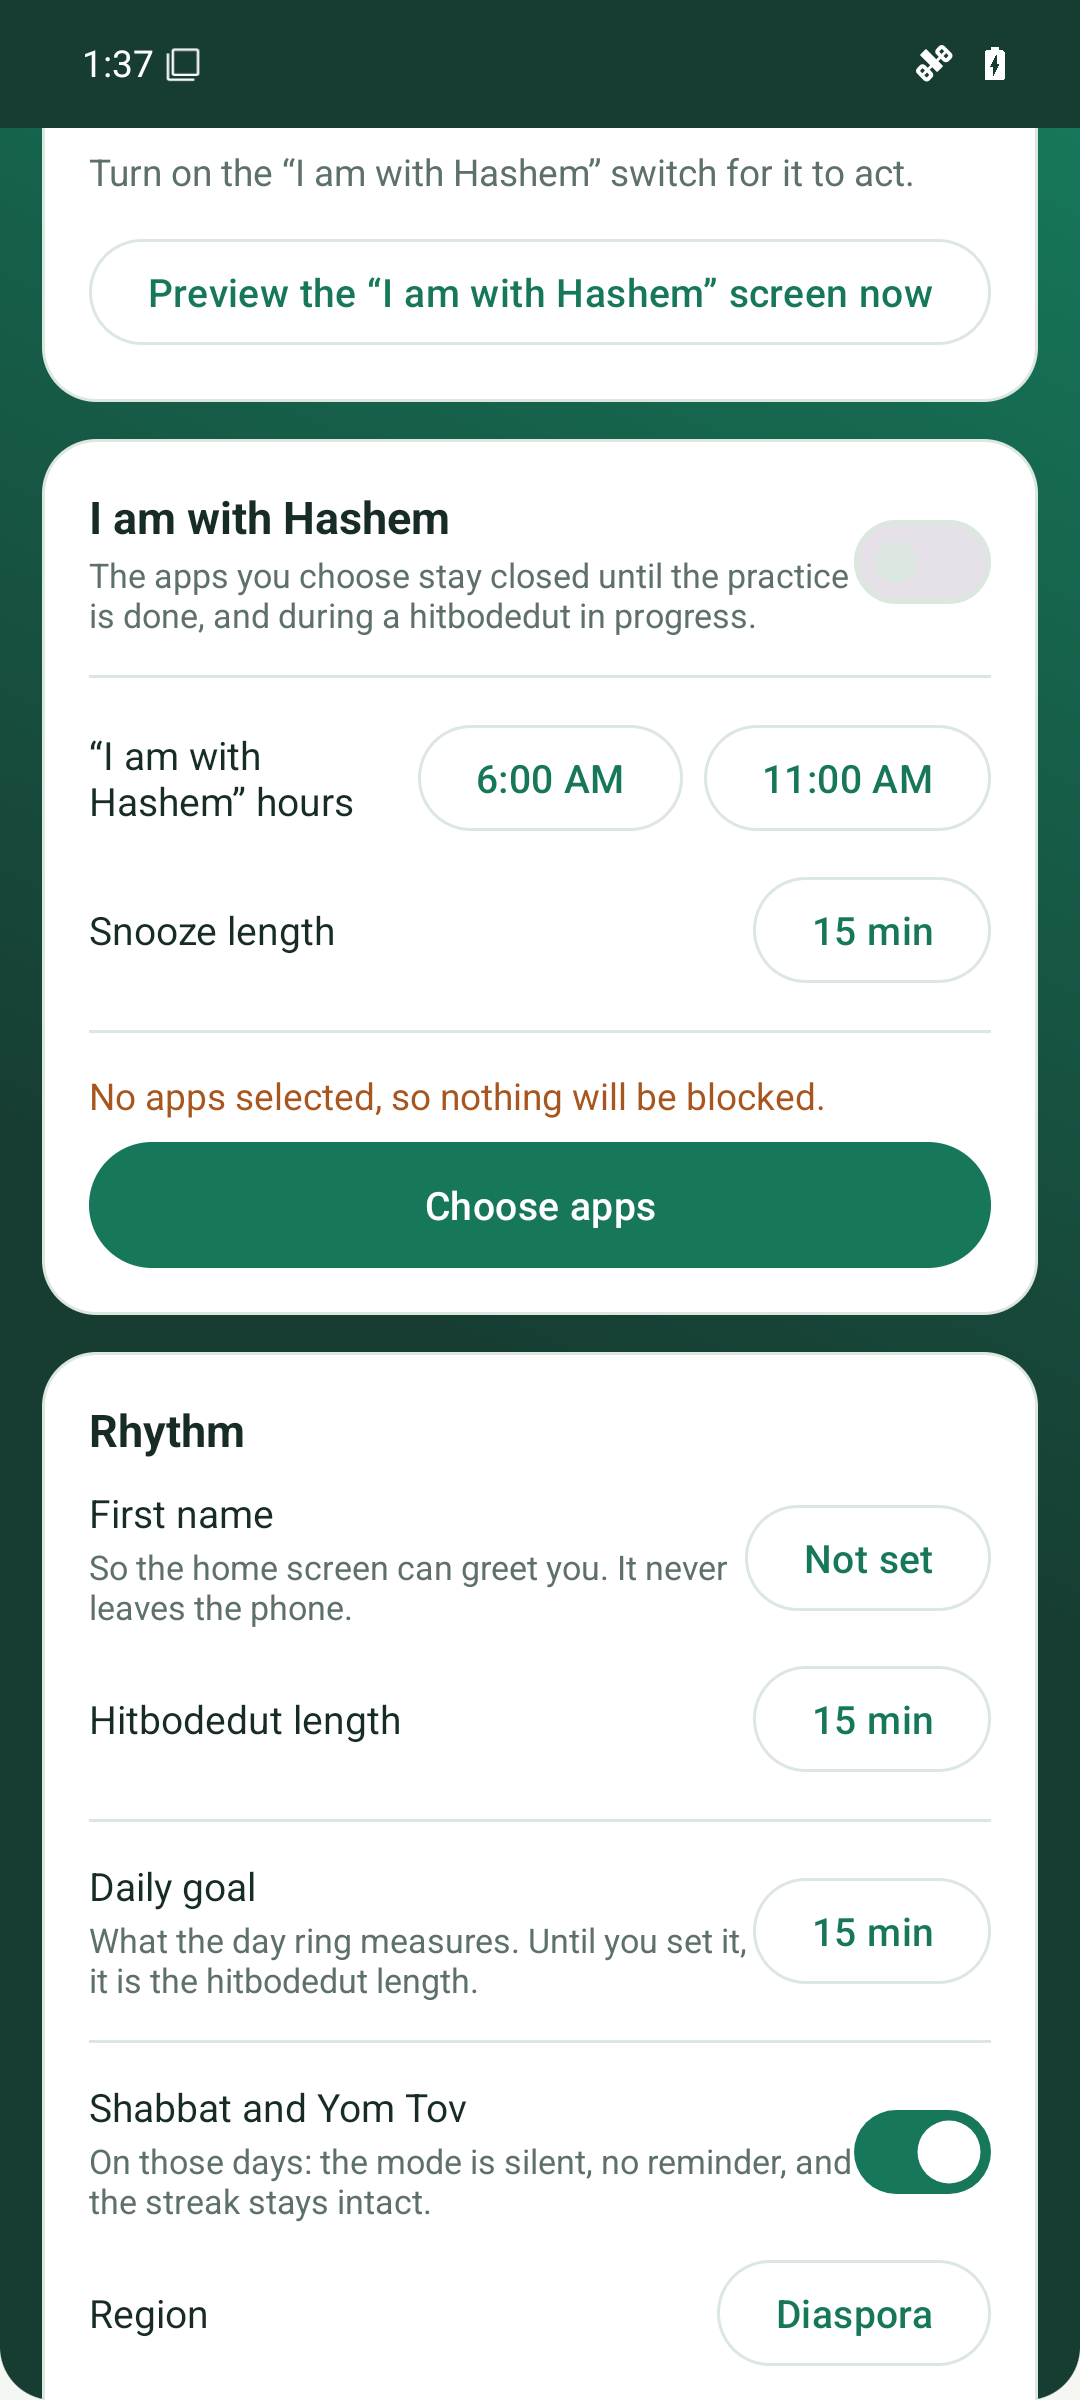 1:37
Turn on the “I am with Hashem” switch for it to act.
Preview the “I am with Hashem” screen now
I am with Hashem
The apps you choose stay closed until the practice
is done, and during a hitbodedut in progress.
“I am with
Hashem” hours
6:00 AM
11:00 AM
Snooze length
15 min
No apps selected, so nothing will be blocked.
Choose apps
Rhythm
First name
So the home screen can greet you. It never
leaves the phone.
Not set
Hitbodedut length
15 min
Daily goal
What the day ring measures. Until you set it,
it is the hitbodedut length.
15 min
Shabbat and Yom Tov
On those days: the mode is silent, no reminder, and
the streak stays intact.
Region
Diaspora